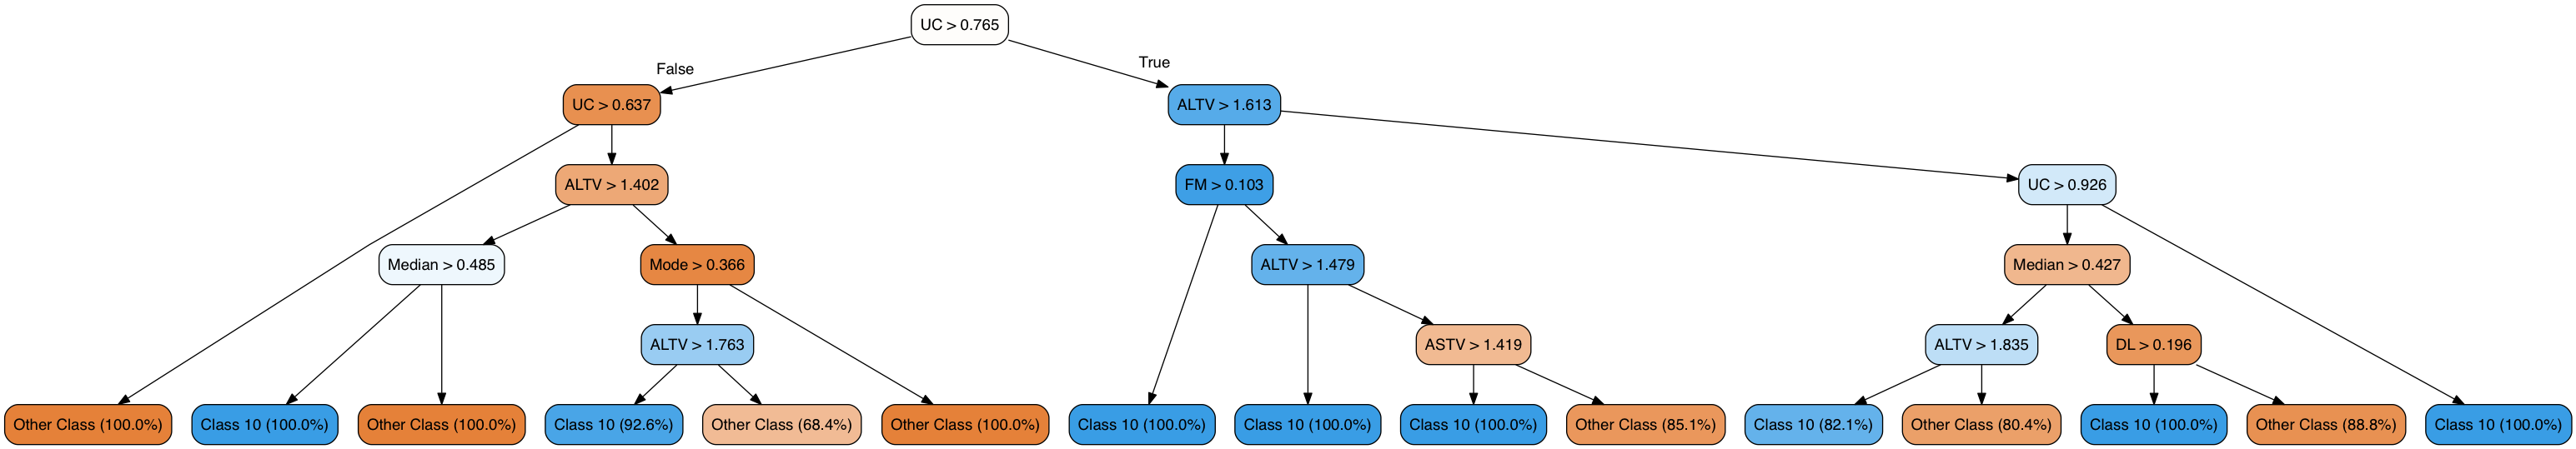 UC > 0.765
False
True
UC > 0.637
ALTV > 1.613
ALTV > 1.402
FM > 0.103
UC > 0.926
Median > 0.485
Mode > 0.366
ALTV > 1.479
Median > 0.427
ALTV > 1.763
ASTV > 1.419
ALTV > 1.835
DL > 0.196
Other Class (100.0%)
Class 10 (100.0%)
Other Class (100.0%)
Class 10 (92.6%)
Other Class (68.4%)
Other Class (100.0%)
Class 10 (100.0%)
Class 10 (100.0%)
Class 10 (100.0%)
Other Class (85.1%)
Class 10 (82.1%)
Other Class (80.4%)
Class 10 (100.0%)
Other Class (88.8%)
Class 10 (100.0%)